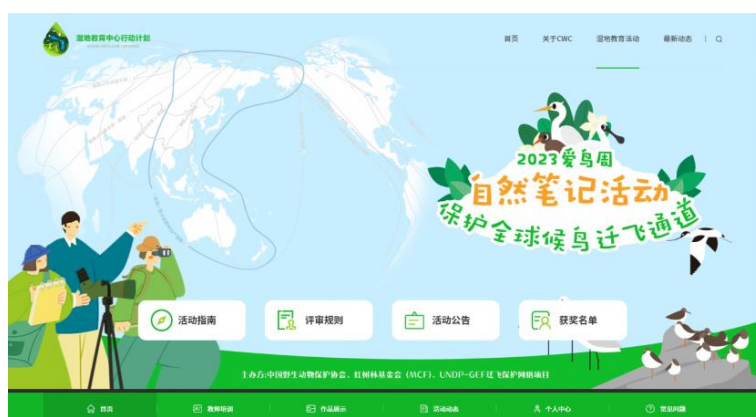 湿地教育中心行动计划
首页 关于CWC 湿地教育活动 最新动态
2023爱鸟周
自然笔记活动
保护全球候鸟迁飞通道
活动指南 评审规则 活动公告 获奖名单
主办方:中国野生动物保护协会、红树林基金会 (MCF)、UNDP-GEF迁飞保护网络项目
首页 教师培训 作品展示 活动动态 个人中心 常见问题